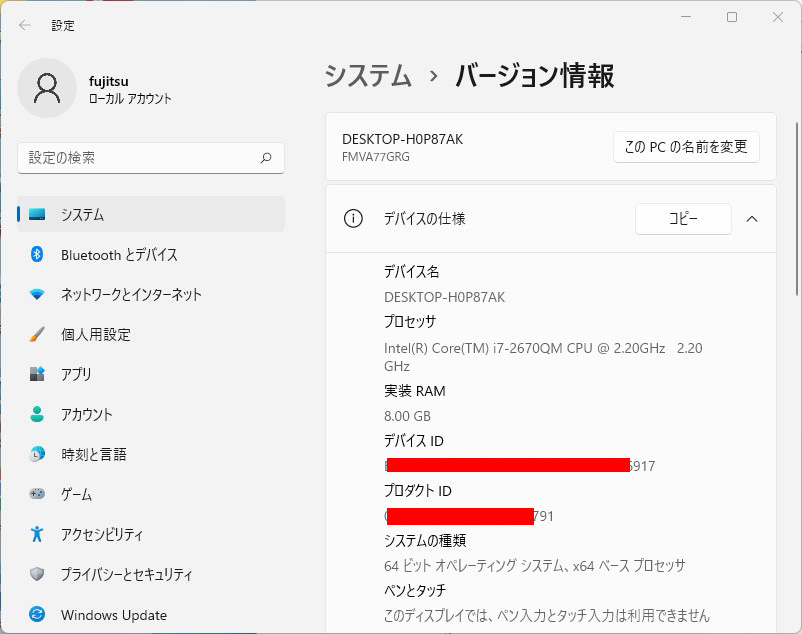 設定
fujitsu
ローカル アカウント
設定の検索
システム
Bluetooth とデバイス
ネットワークとインターネット
個人用設定
アプリ
アカウント
時刻と言語
ゲーム
アクセシビリティ
プライバシーとセキュリティ
Windows Update
システム › バージョン情報
DESKTOP-H0P87AK
FMVA77GRG
この PC の名前を変更
デバイスの仕様
コピー
デバイス名
DESKTOP-H0P87AK
プロセッサ
Intel(R) Core(TM) i7-2670QM CPU @ 2.20GHz 2.20
GHz
実装 RAM
8.00 GB
デバイス ID
6917
プロダクト ID
791
システムの種類
64 ビット オペレーティング システム、x64 ベース プロセッサ
ペンとタッチ
このディスプレイでは、ペン入力とタッチ入力は利用できません